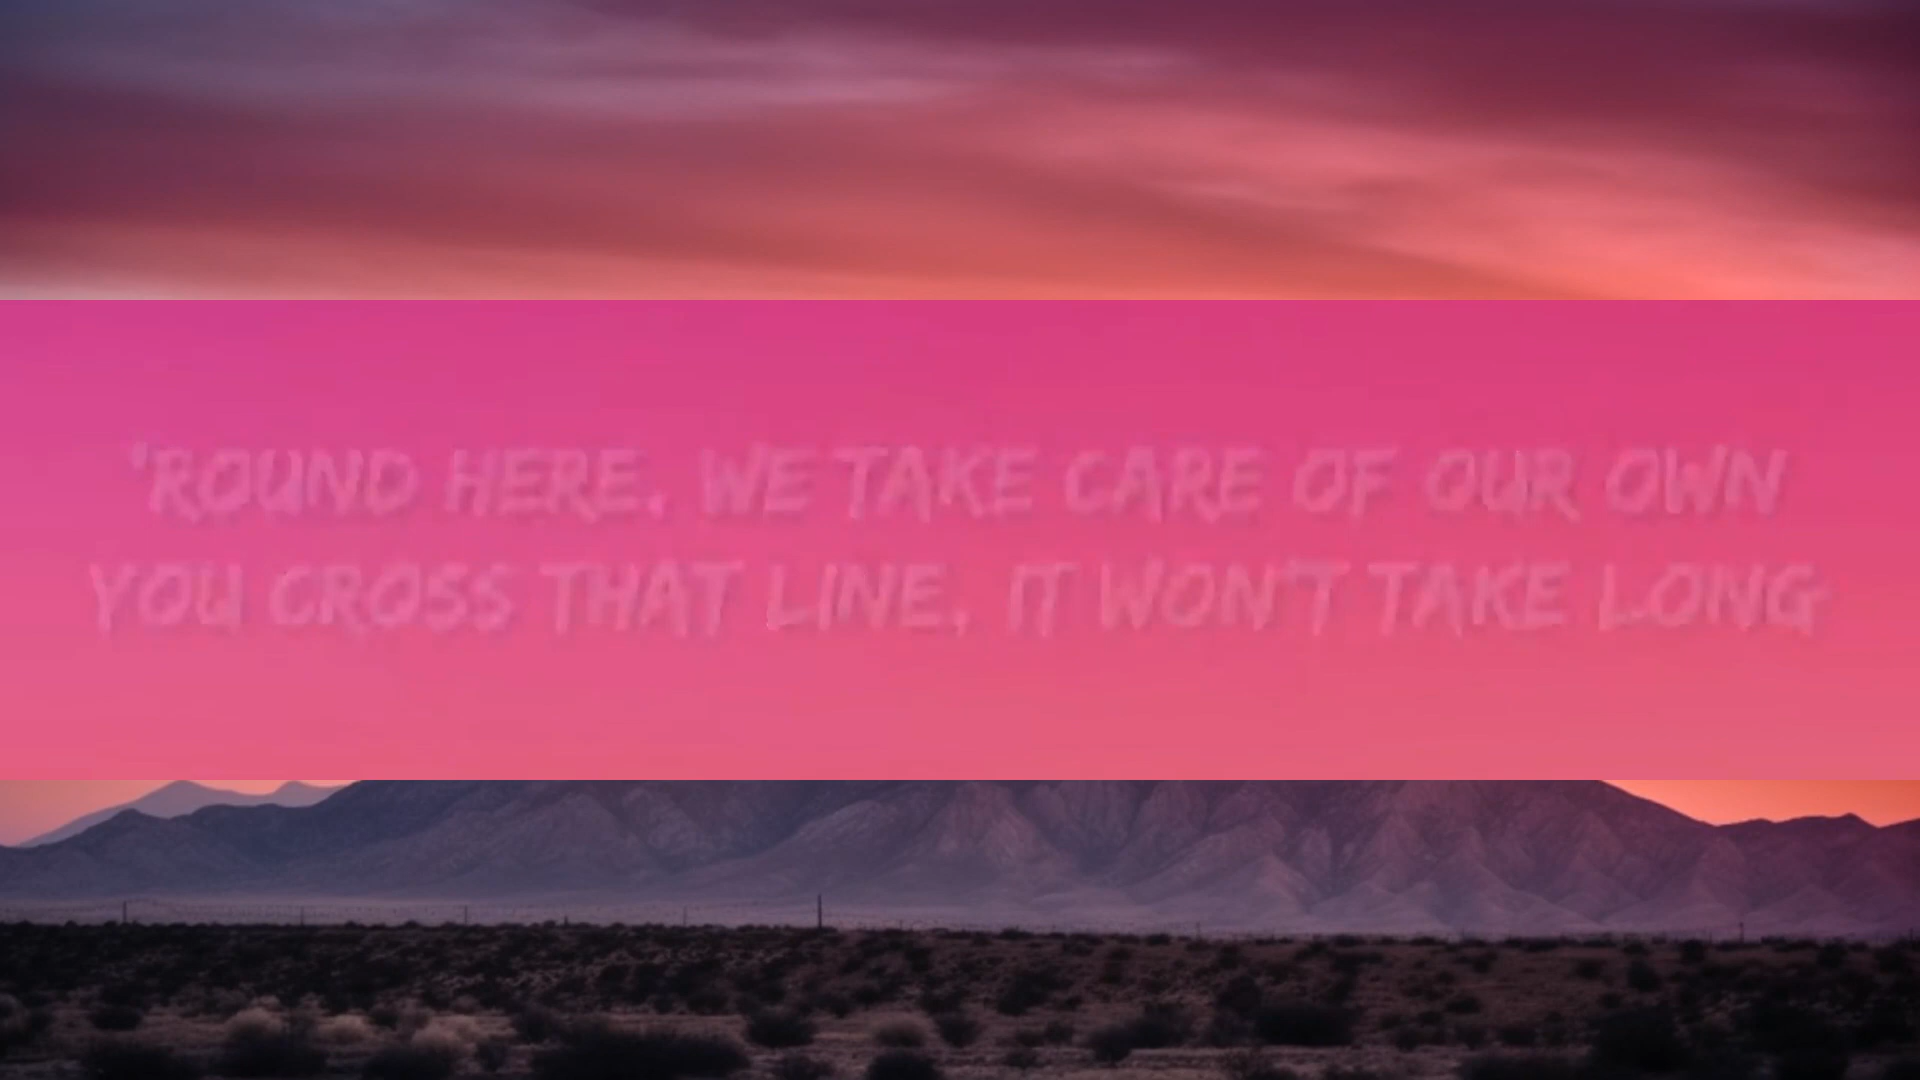 'ROUND HERE, WE TAKE CARE OF OUR OWN
YOU CROSS THAT LINE, IT WON'T TAKE LONG